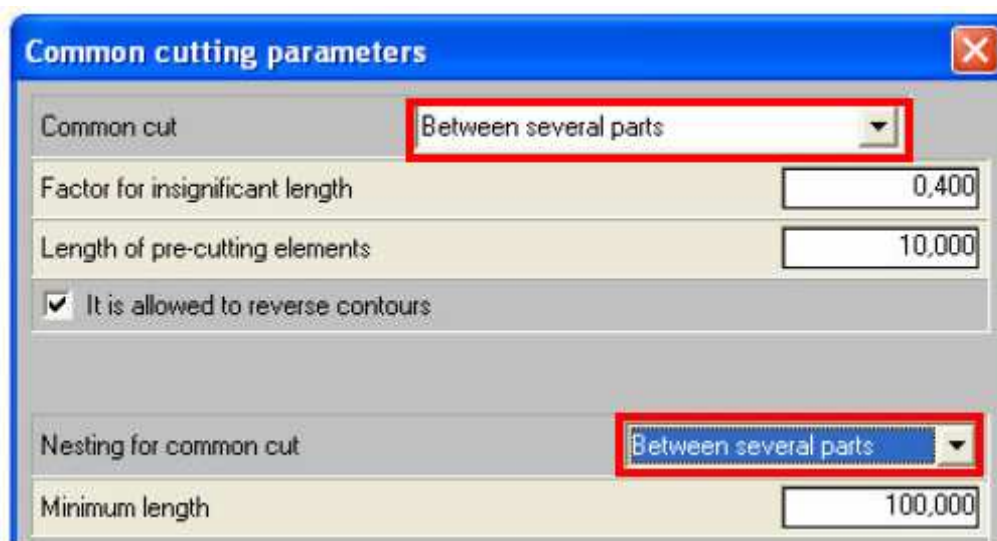 Common cutting parameters
Common cut Between several parts
Factor for insignificant length 0,400
Length of pre-cutting elements 10,000
It is allowed to reverse contours
Nesting for common cut Between several parts
Minimum length 100,000